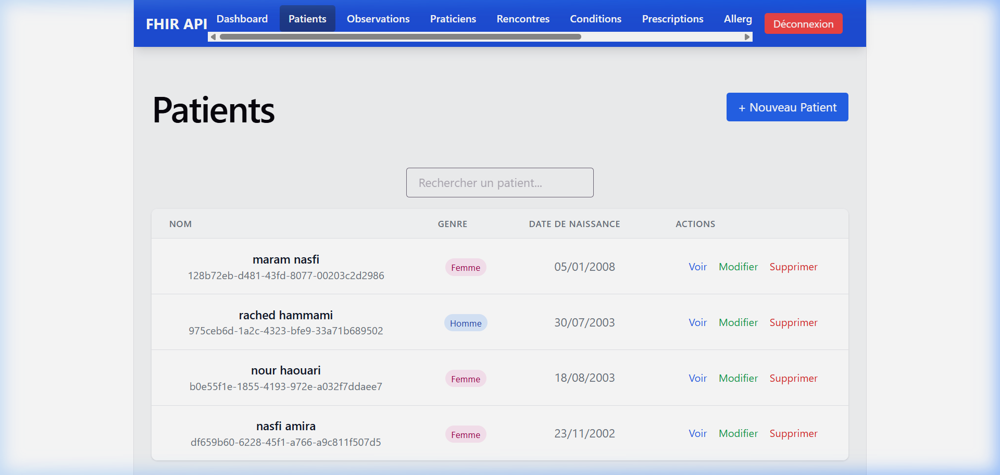 FHIR API Dashboard Patients Observations Praticiens Rencontres Conditions Prescriptions Allerg Déconnexion
Patients
+ Nouveau Patient
Rechercher un patient...
NOM GENRE DATE DE NAISSANCE ACTIONS
maram nasfi
128b72eb-d481-43fd-8077-00203c2d2986
Femme 05/01/2008 Voir Modifier Supprimer
rached hammami
975ceb6d-1a2c-4323-bfe9-33a71b689502
Homme 30/07/2003 Voir Modifier Supprimer
nour haouari
b0e55f1e-1855-4193-972e-a032f7ddaee7
Femme 18/08/2003 Voir Modifier Supprimer
nasfi amira
df659b60-6228-45f1-a766-a9c811f507d5
Femme 23/11/2002 Voir Modifier Supprimer